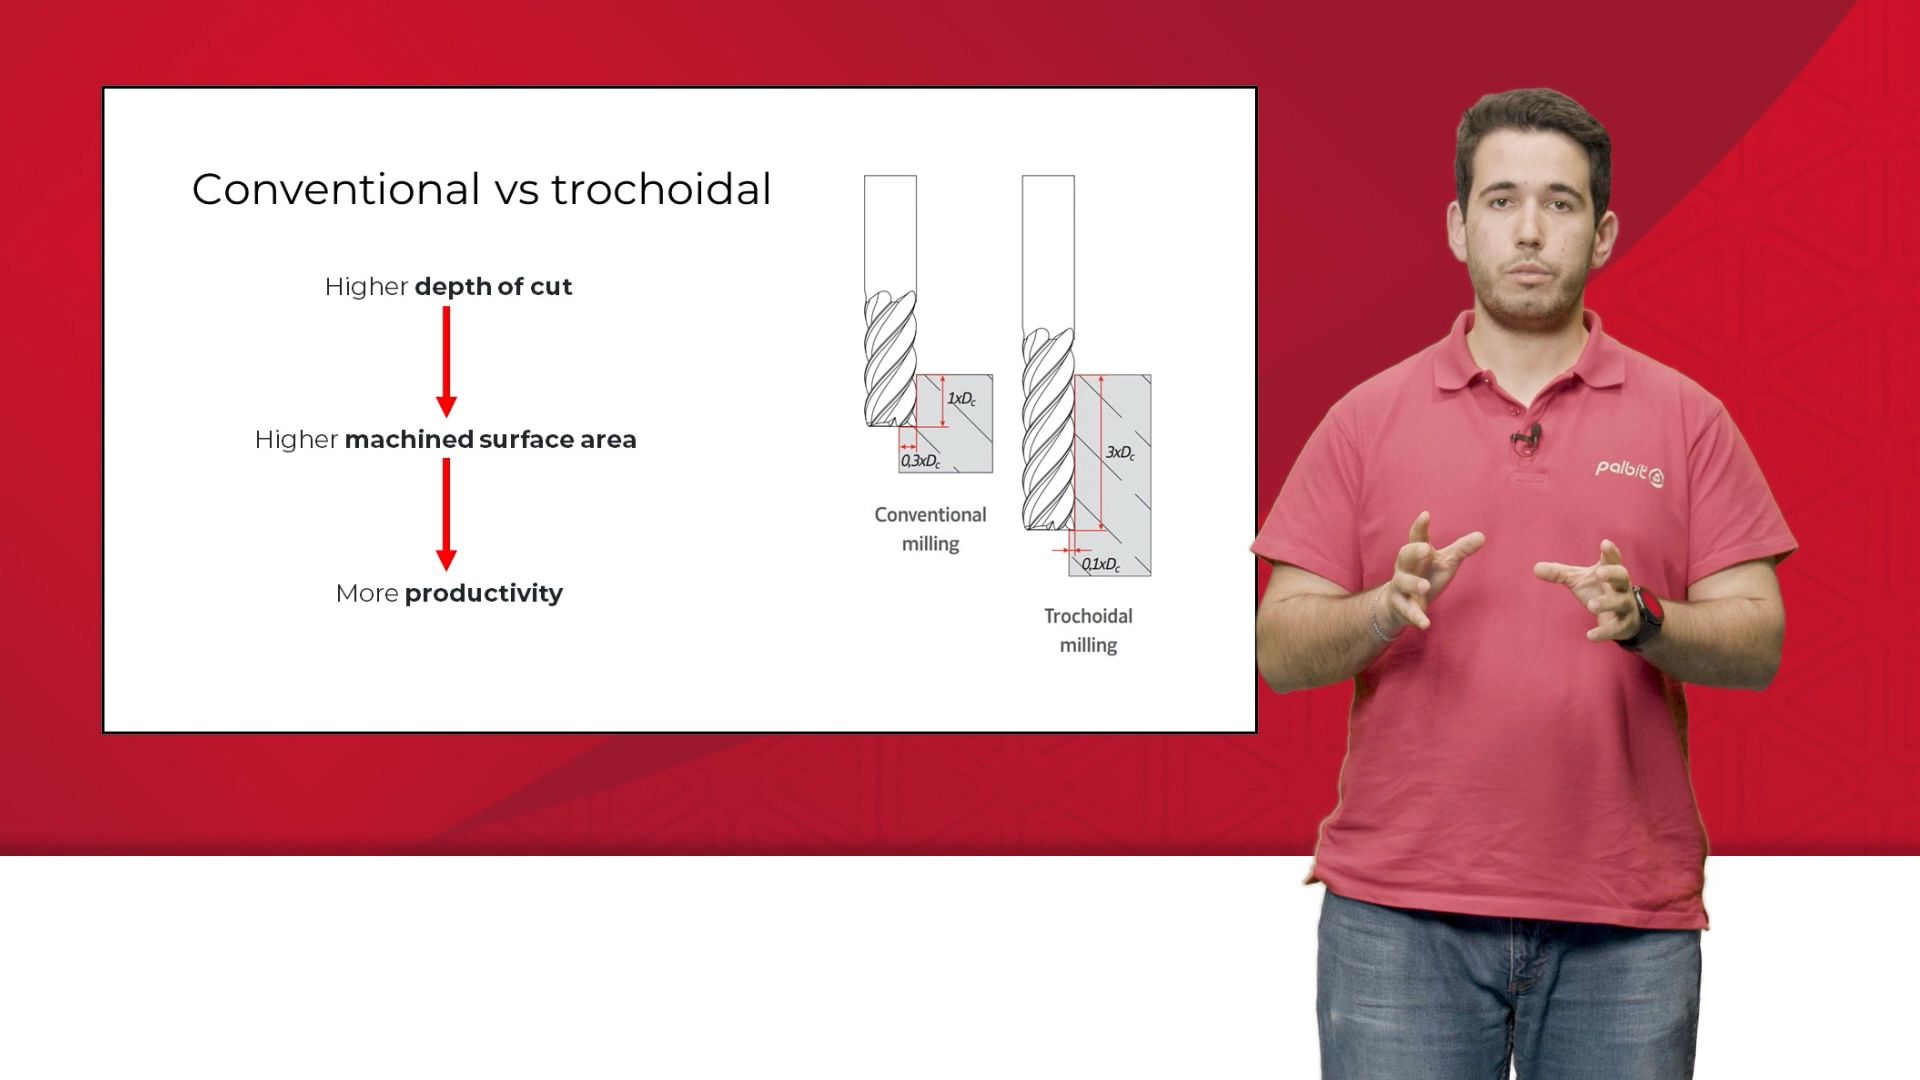 Conventional vs trochoidal
Higher depth of cut
Higher machined surface area
More productivity
1xDc
0,3xDc
Conventional
milling
3xDc
0,1xDc
Trochoidal
milling
palbit